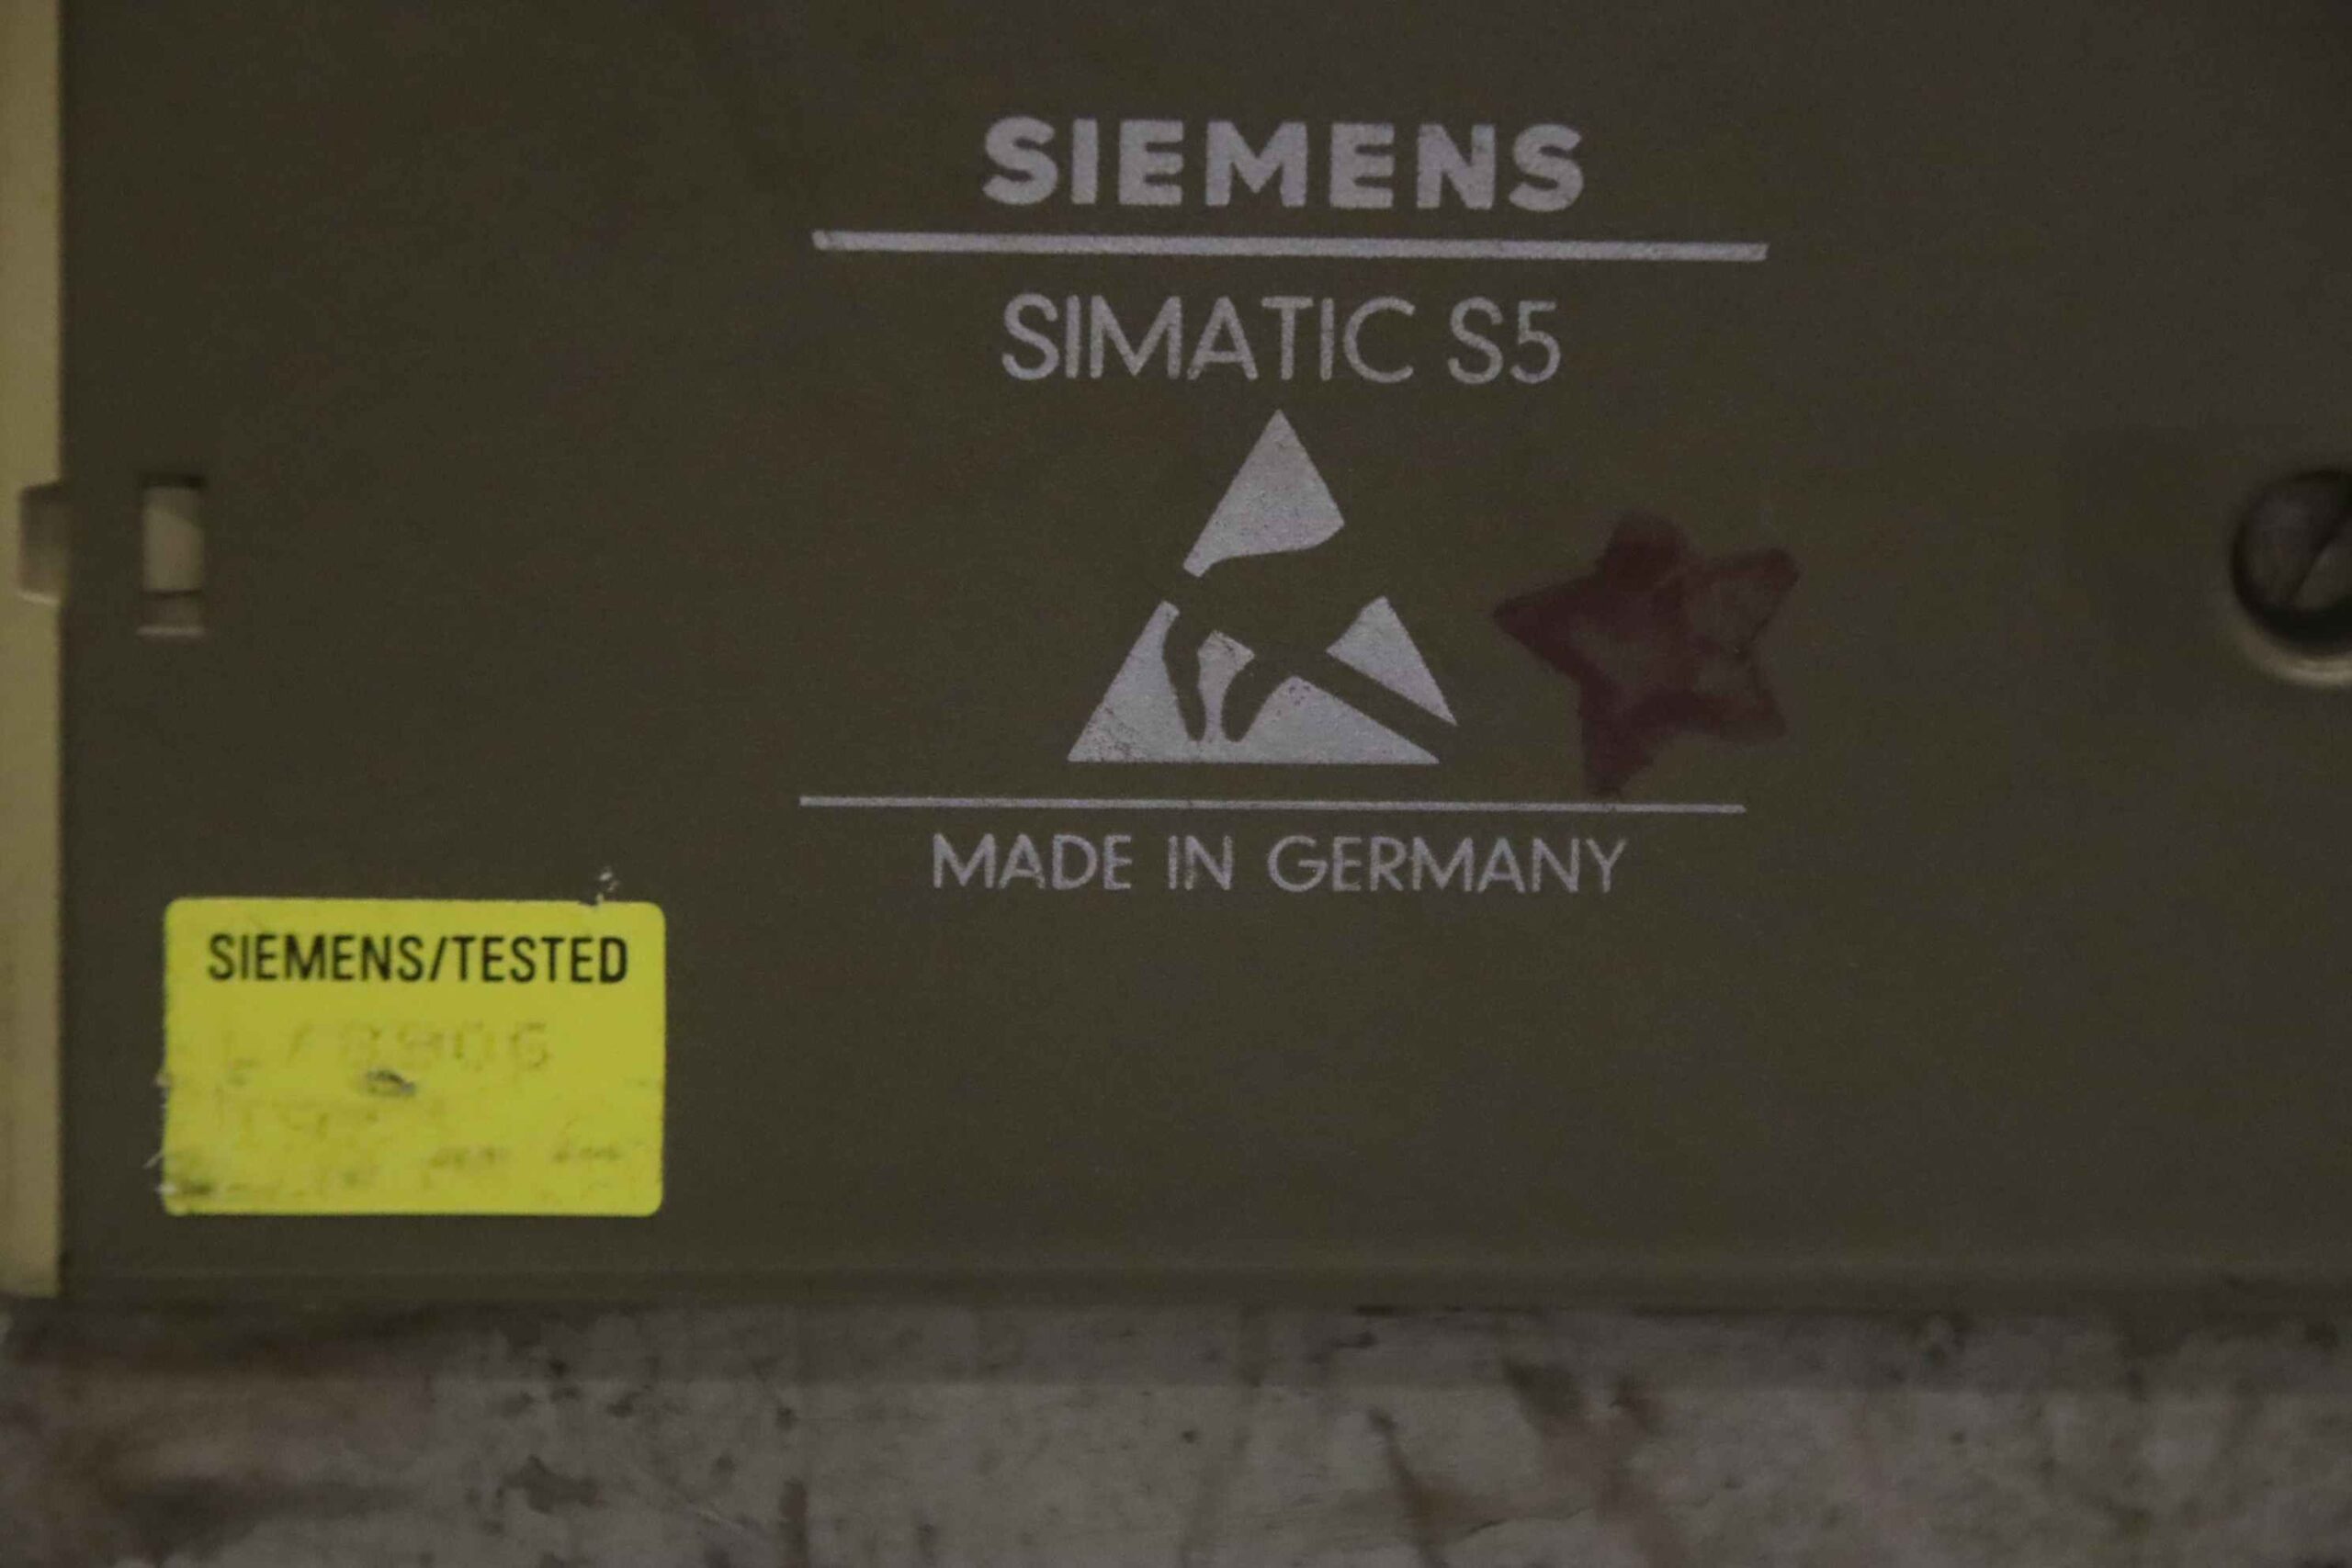 SIEMENS
SIMATIC S5
MADE IN GERMANY
SIEMENS/TESTED